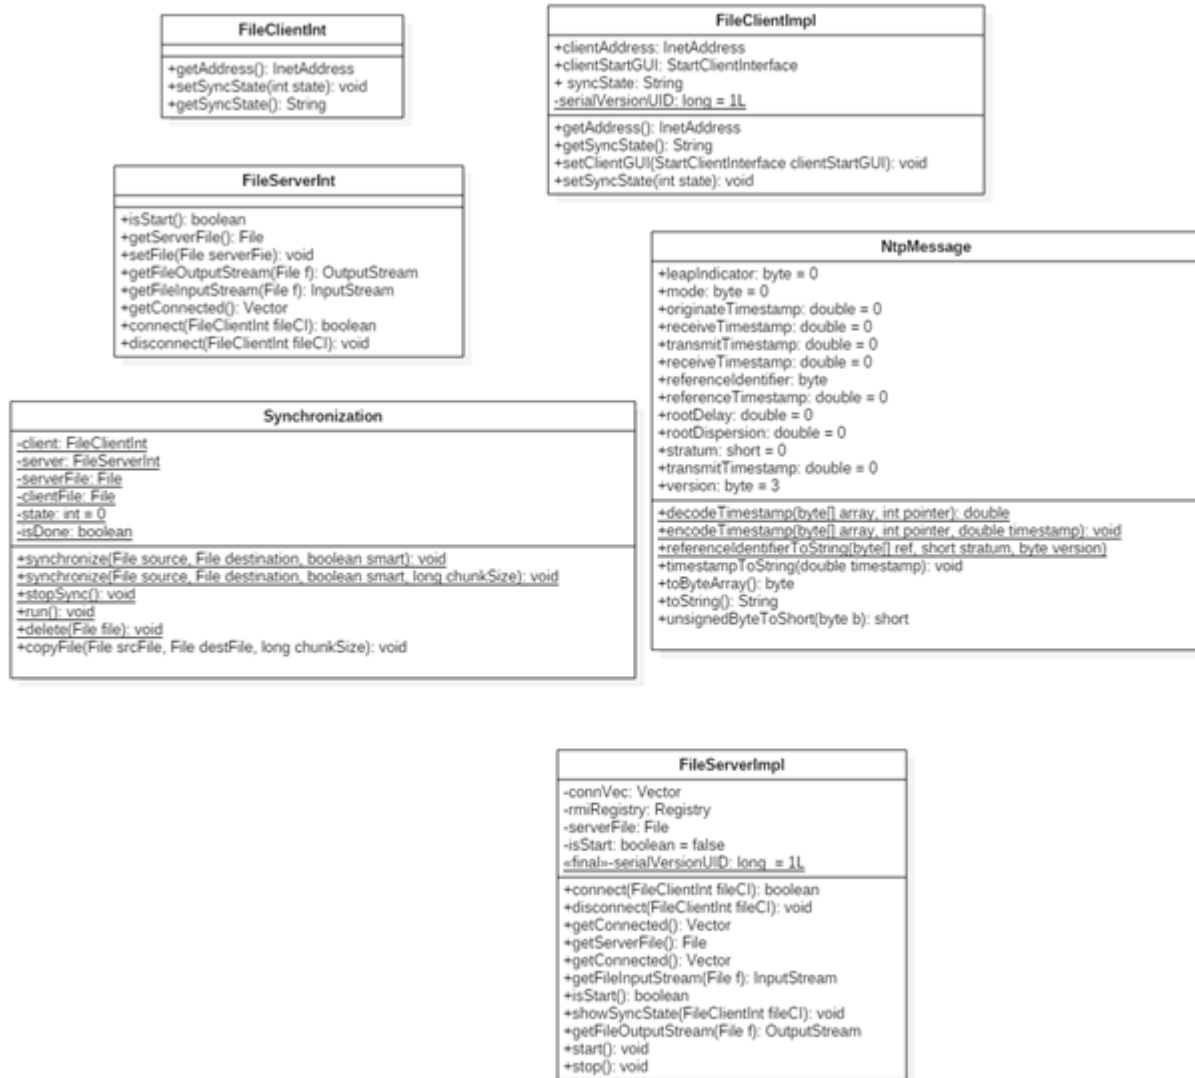 FileClientInt
+getAddress(): InetAddress
+setSyncState(int state): void
+getSyncState(): String
FileClientImpl
+clientAddress: InetAddress
+clientStartGUI: StartClientInterface
+ syncState: String
-serialVersionUID: long = 1L
+getAddress(): InetAddress
+getSyncState(): String
+setClientGUI(StartClientInterface clientStartGUI): void
+setSyncState(int state): void
FileServerInt
+isStart(): boolean
+getServerFile(): File
+setFile(File serverFie): void
+getFileOutputStream(File f): OutputStream
+getFileInputStream(File f): InputStream
+getConnected(): Vector
+connect(FileClientInt fileCl): boolean
+disconnect(FileClientInt fileCl): void
NtpMessage
+leapIndicator: byte = 0
+mode: byte = 0
+originateTimestamp: double = 0
+receiveTimestamp: double = 0
+transmitTimestamp: double = 0
+receiveTimestamp: double = 0
+referenceIdentifier: byte
+referenceTimestamp: double = 0
+rootDelay: double = 0
+rootDispersion: double = 0
+stratum: short = 0
+transmitTimestamp: double = 0
+version: byte = 3
+decodeTimestamp(byte[] array, int pointer): double
+encodeTimestamp(byte[] array, int pointer, double timestamp): void
+referenceIdentifierToString(byte[] ref, short stratum, byte version)
+timestampToString(double timestamp): void
+toByteArray(): byte
+toString(): String
+unsignedByteToShort(byte b): short
Synchronization
-client: FileClientInt
-server: FileServerInt
-serverFile: File
-clientFile: File
-state: int = 0
-isDone: boolean
+synchronize(File source, File destination, boolean smart): void
+synchronize(File source, File destination, boolean smart, long chunkSize): void
+stopSync(): void
+run(): void
+delete(File file): void
+copyFile(File srcFile, File destFile, long chunkSize): void
FileServerImpl
-connVec: Vector
-rmiRegistry: Registry
-serverFile: File
-isStart: boolean = false
«final»-serialVersionUID: long = 1L
+connect(FileClientInt fileCl): boolean
+disconnect(FileClientInt fileCl): void
+getConnected(): Vector
+getServerFile(): File
+getConnected(): Vector
+getFileInputStream(File f): InputStream
+isStart(): boolean
+showSyncState(FileClientInt fileCl): void
+getFileOutputStream(File f): OutputStream
+start(): void
+stop(): void